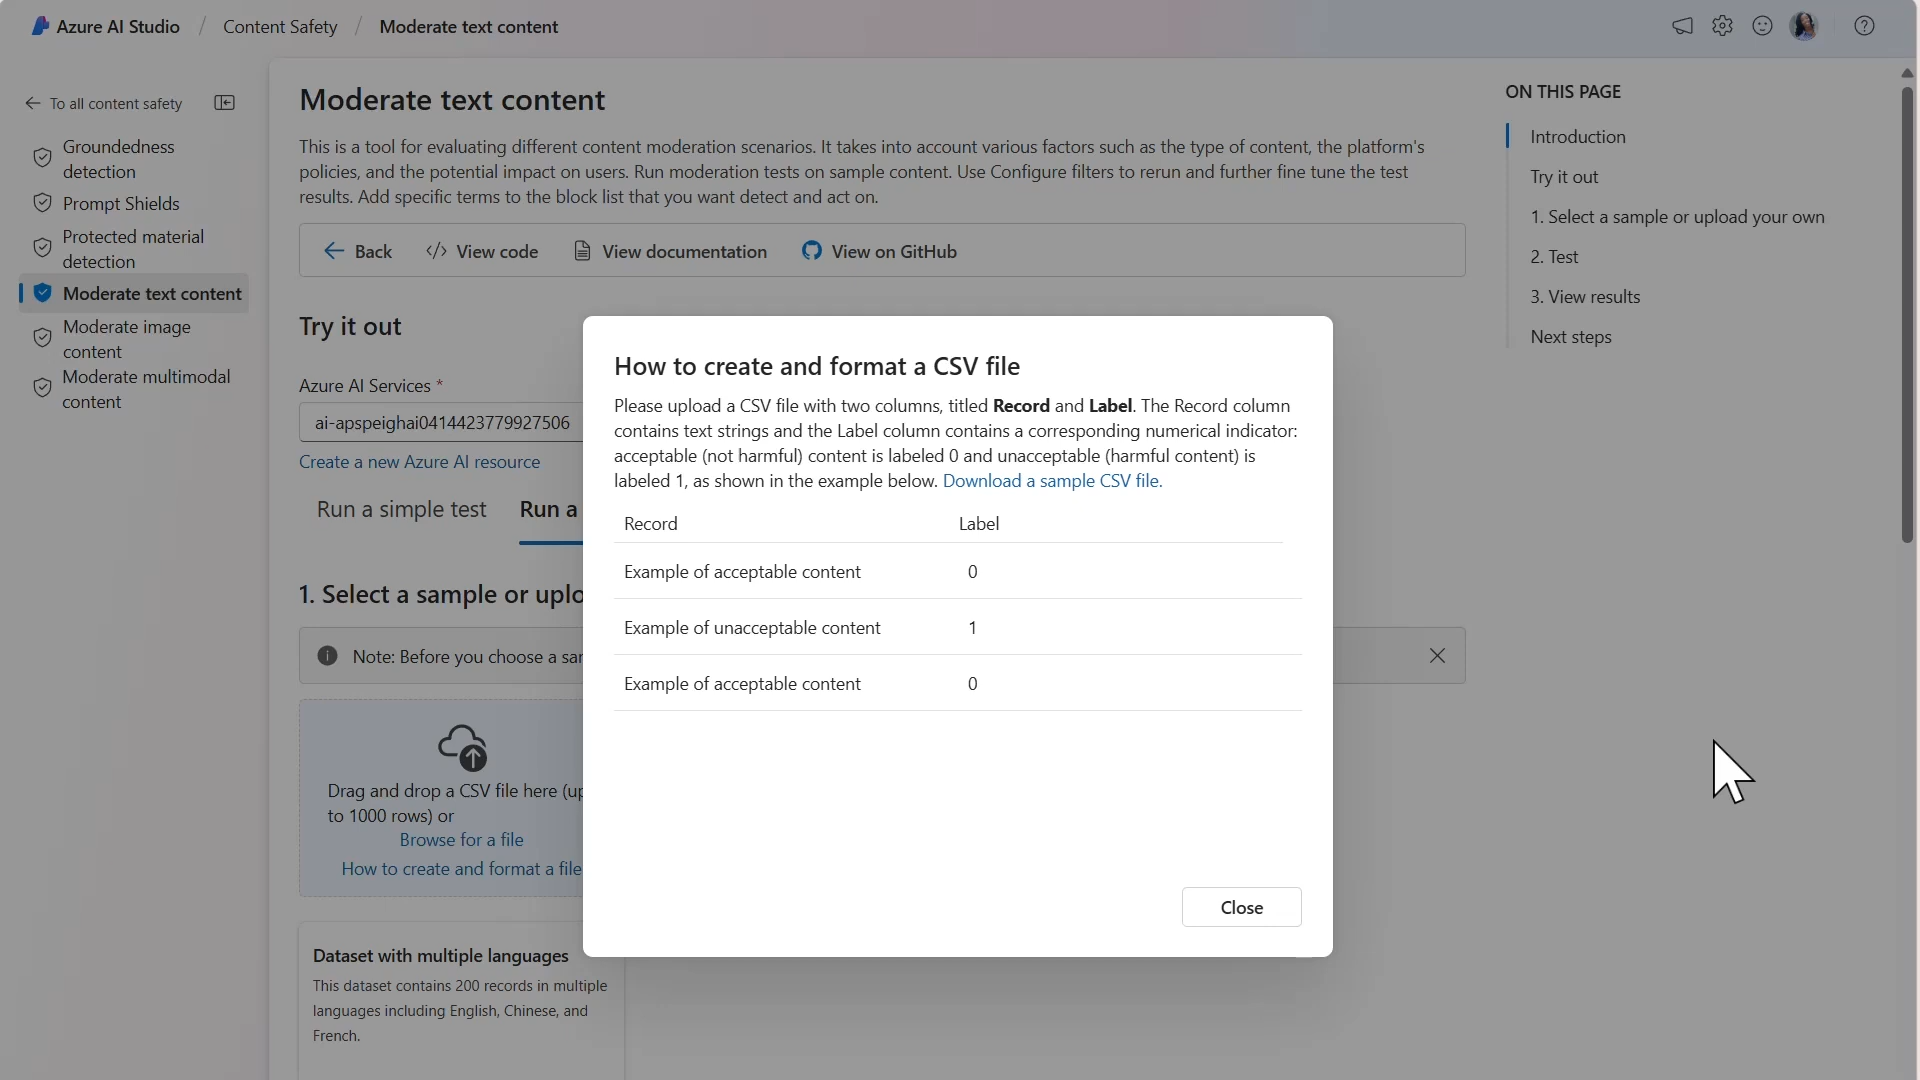 Azure AI Studio / Content Safety / Moderate text content
To all content safety
Groundedness
detection
Prompt Shields
Protected material
detection
Moderate text content
Moderate image
content
Moderate multimodal
content
Moderate text content
This is a tool for evaluating different content moderation scenarios. It takes into account various factors such as the type of content, the platform's
policies, and the potential impact on users. Run moderation tests on sample content. Use Configure filters to rerun and further fine tune the test
results. Add specific terms to the block list that you want detect and act on.
Back </> View code View documentation View on GitHub
Try it out
Azure AI Services *
ai-apspeighai0414423779927506
Create a new Azure AI resource
Run a simple test Run a
1. Select a sample or uplo
Note: Before you choose a sar
Drag and drop a CSV file here (up
to 1000 rows) or
Browse for a file
How to create and format a file
Dataset with multiple languages
This dataset contains 200 records in multiple
languages including English, Chinese, and
French.
How to create and format a CSV file
Please upload a CSV file with two columns, titled Record and Label. The Record column
contains text strings and the Label column contains a corresponding numerical indicator:
acceptable (not harmful) content is labeled 0 and unacceptable (harmful content) is
labeled 1, as shown in the example below. Download a sample CSV file.
Record Label
Example of acceptable content 0
Example of unacceptable content 1
Example of acceptable content 0
Close
ON THIS PAGE
Introduction
Try it out
1. Select a sample or upload your own
2. Test
3. View results
Next steps